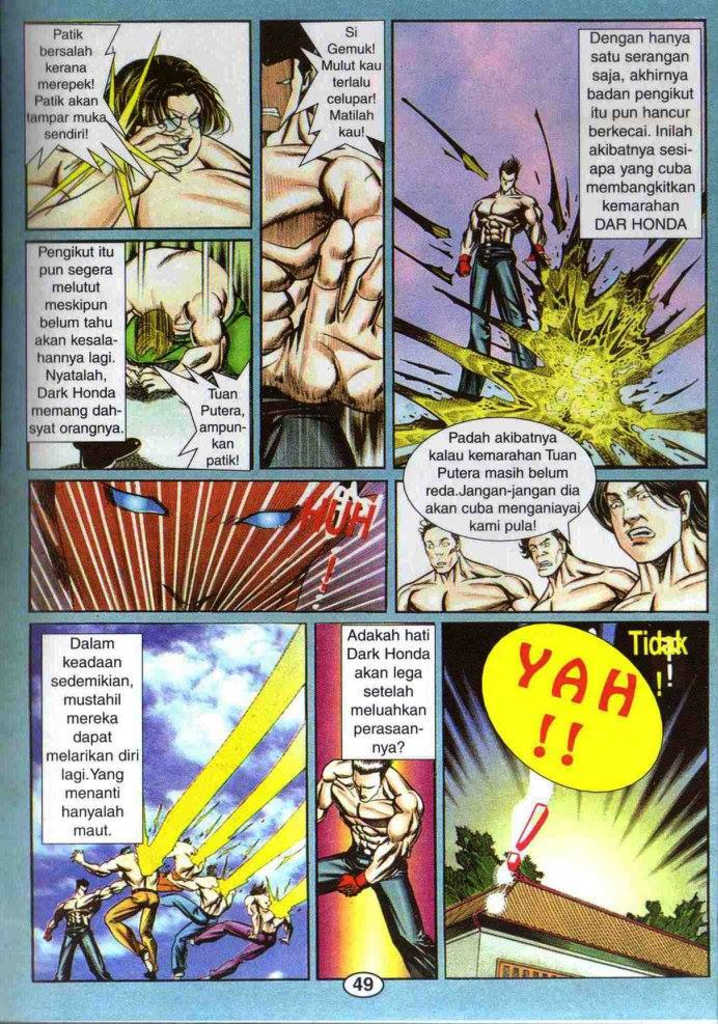 Patik
bersalah
kerana
merepek!
Patik akan
tampar muka
sendiri!
Si
Gemuk!
Mulut kau
terlalu
celupar!
Matilah
kau!
Dengan hanya
satu serangan
saja, akhirnya
badan pengikut
itu pun hancur
berkecai. Inilah
akibatnya sesi-
apa yang cuba
membangkitkan
kemarahan
DAR HONDA
Pengikut itu
pun segera
melutut
meskipun
belum tahu
akan kesala-
hannya lagi.
Nyatalah,
Dark Honda
memang dah-
syat orangnya.
Tuan
Putera,
ampun-
kan
patik!
HUH
!
Padah akibatnya
kalau kemarahan Tuan
Putera masih belum
reda.Jangan-jangan dia
akan cuba menganiayai
kami pula!
Dalam
keadaan
sedemikian,
mustahil
mereka
dapat
melarikan diri
lagi.Yang
menanti
hanyalah
maut.
Adakah hati
Dark Honda
akan lega
setelah
meluahkan
perasaan-
nya?
Tidak
!
!
YAH
!!
!
49